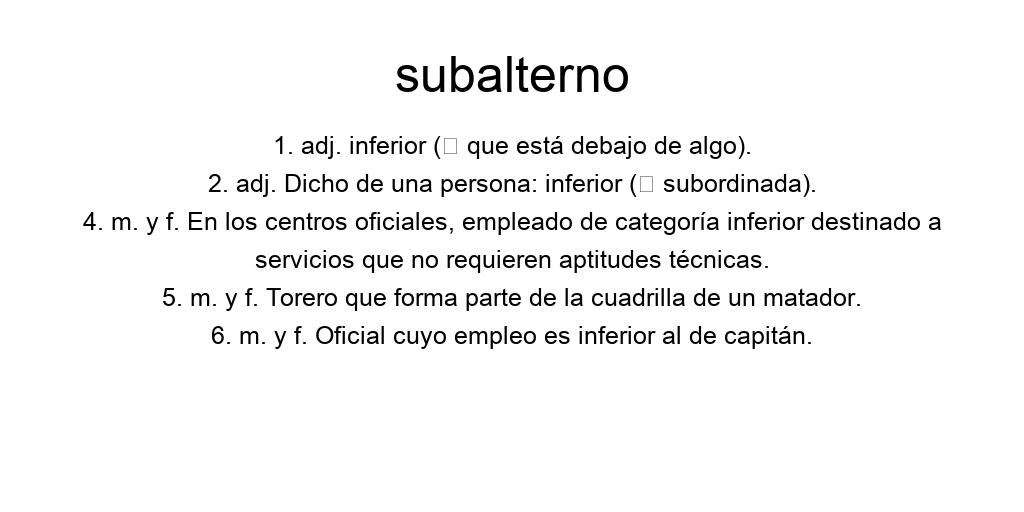 subalterno
1. adj. inferior (□ que está debajo de algo).
2. adj. Dicho de una persona: inferior (□ subordinada).
4. m. y f. En los centros oficiales, empleado de categoría inferior destinado a
servicios que no requieren aptitudes técnicas.
5. m. y f. Torero que forma parte de la cuadrilla de un matador.
6. m. y f. Oficial cuyo empleo es inferior al de capitán.